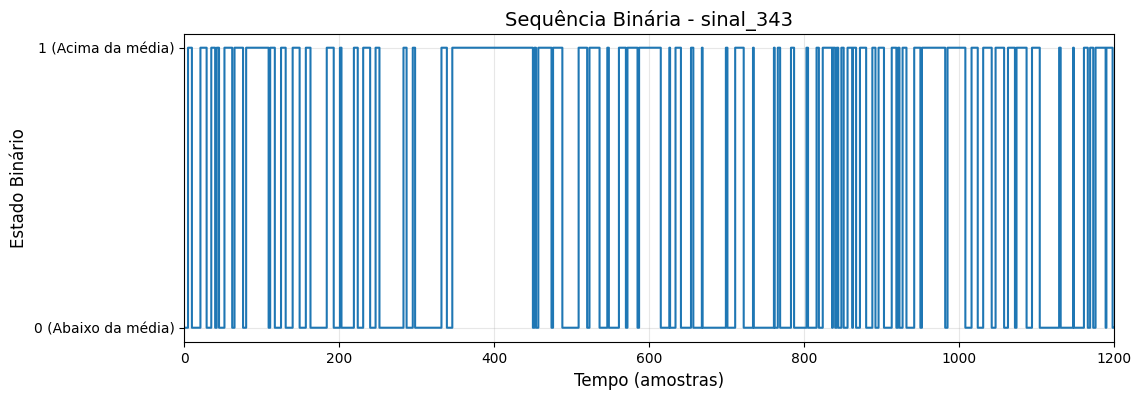 Sequência Binária - sinal_343
Estado Binário
1 (Acima da média)
0 (Abaixo da média)
0 200 400 600 800 1000 1200
Tempo (amostras)